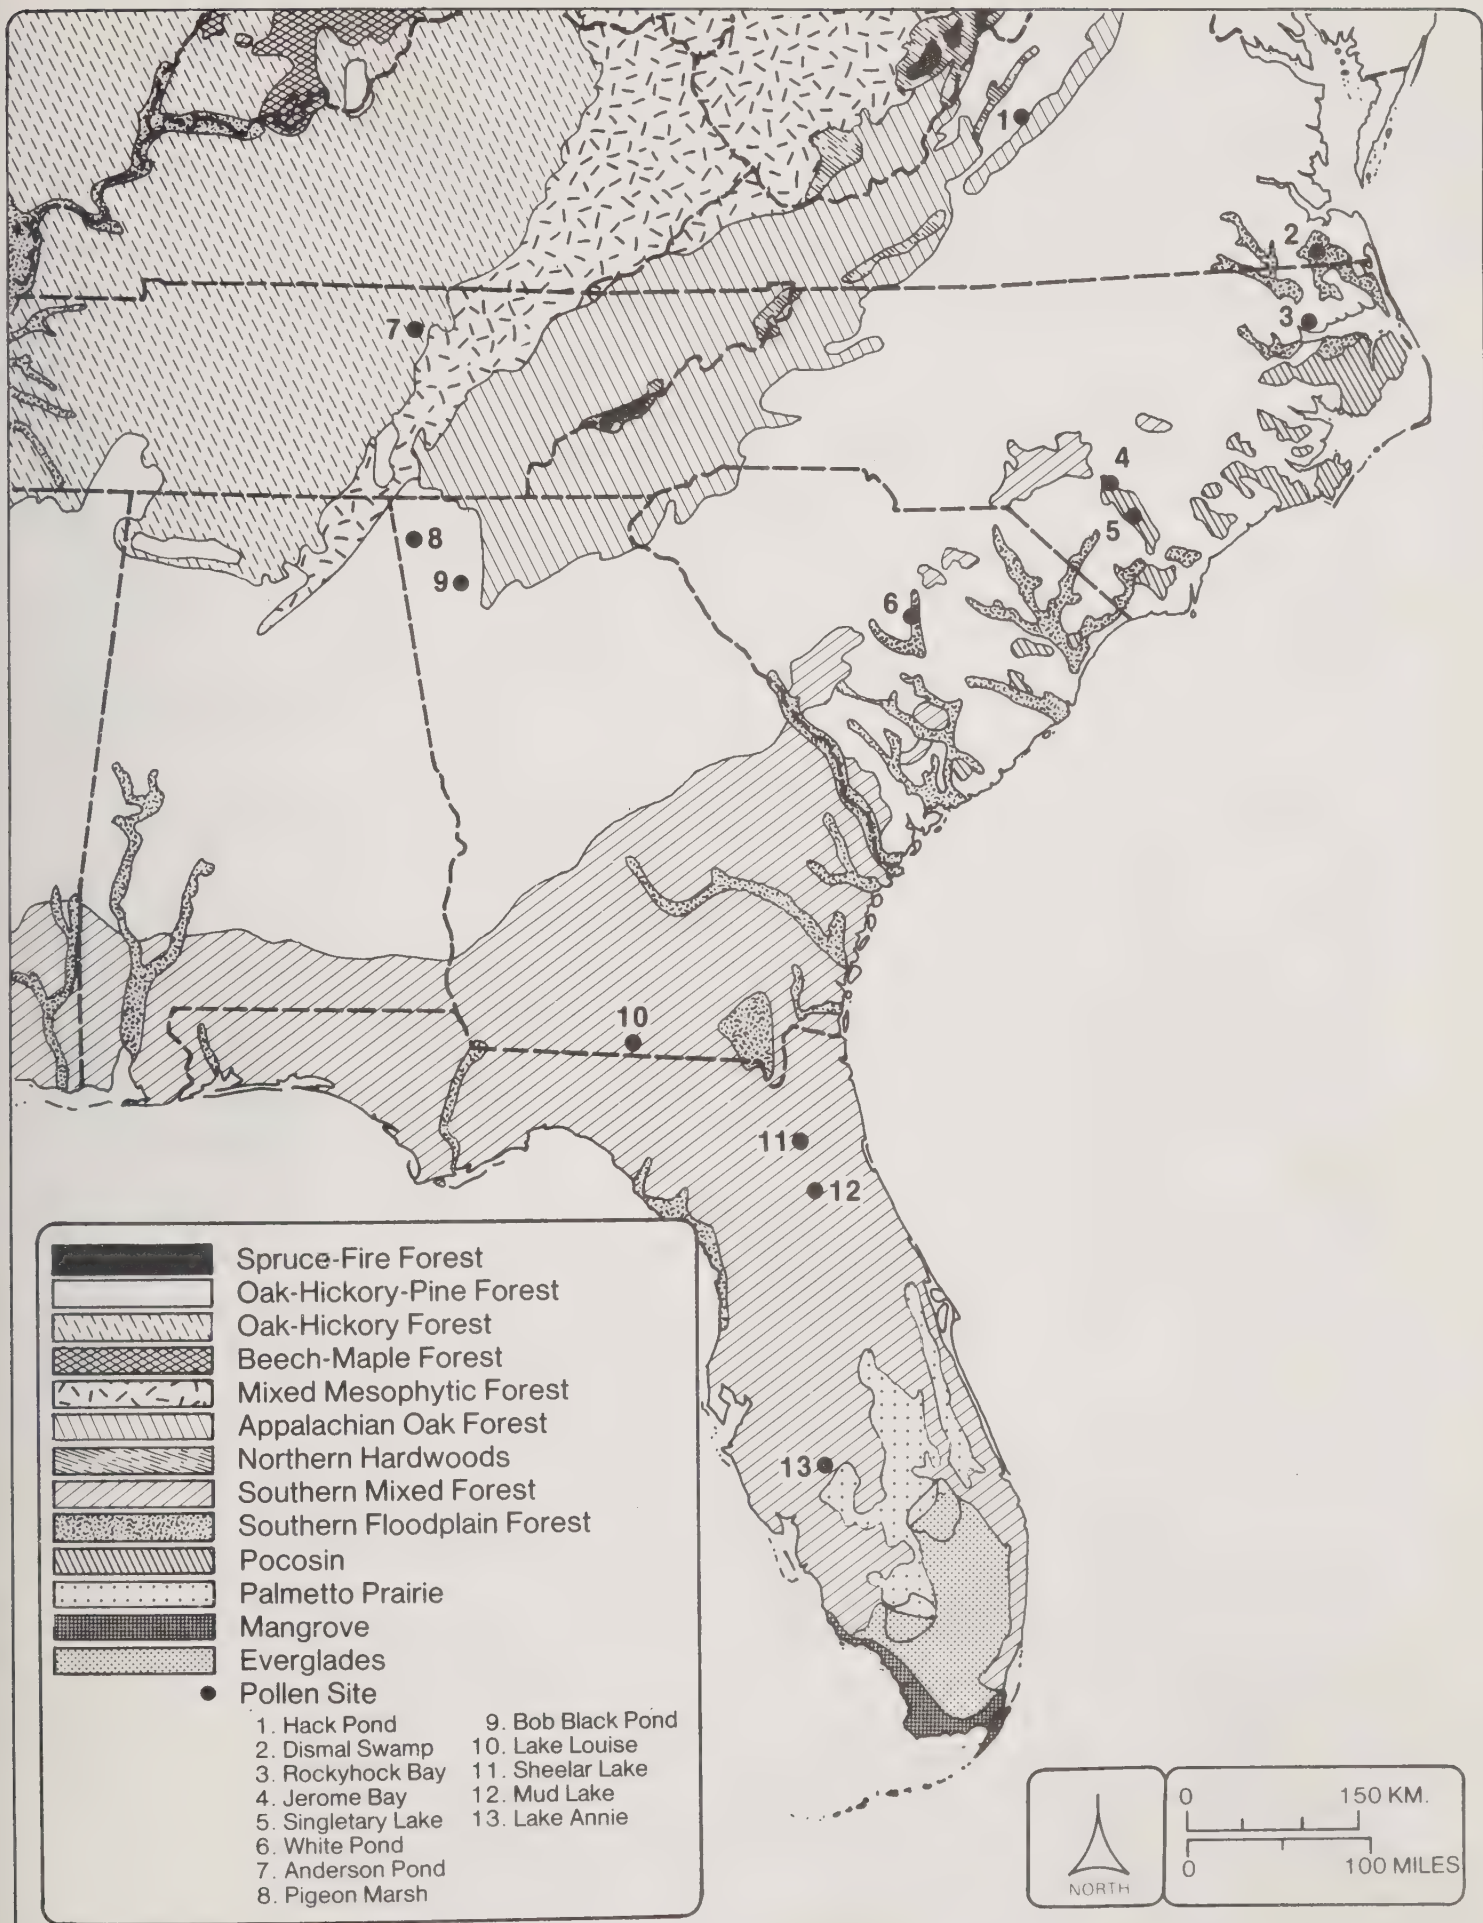 1
2
3
7
4
5
8
9
6
10
11
12
13
Spruce-Fire Forest
Oak-Hickory-Pine Forest
Oak-Hickory Forest
Beech-Maple Forest
Mixed Mesophytic Forest
Appalachian Oak Forest
Northern Hardwoods
Southern Mixed Forest
Southern Floodplain Forest
Pocosin
Palmetto Prairie
Mangrove
Everglades
Pollen Site
1. Hack Pond
2. Dismal Swamp
3. Rockyhock Bay
4. Jerome Bay
5. Singletary Lake
6. White Pond
7. Anderson Pond
8. Pigeon Marsh
9. Bob Black Pond
10. Lake Louise
11. Sheelar Lake
12. Mud Lake
13. Lake Annie
NORTH
0 150 KM.
0 100 MILES